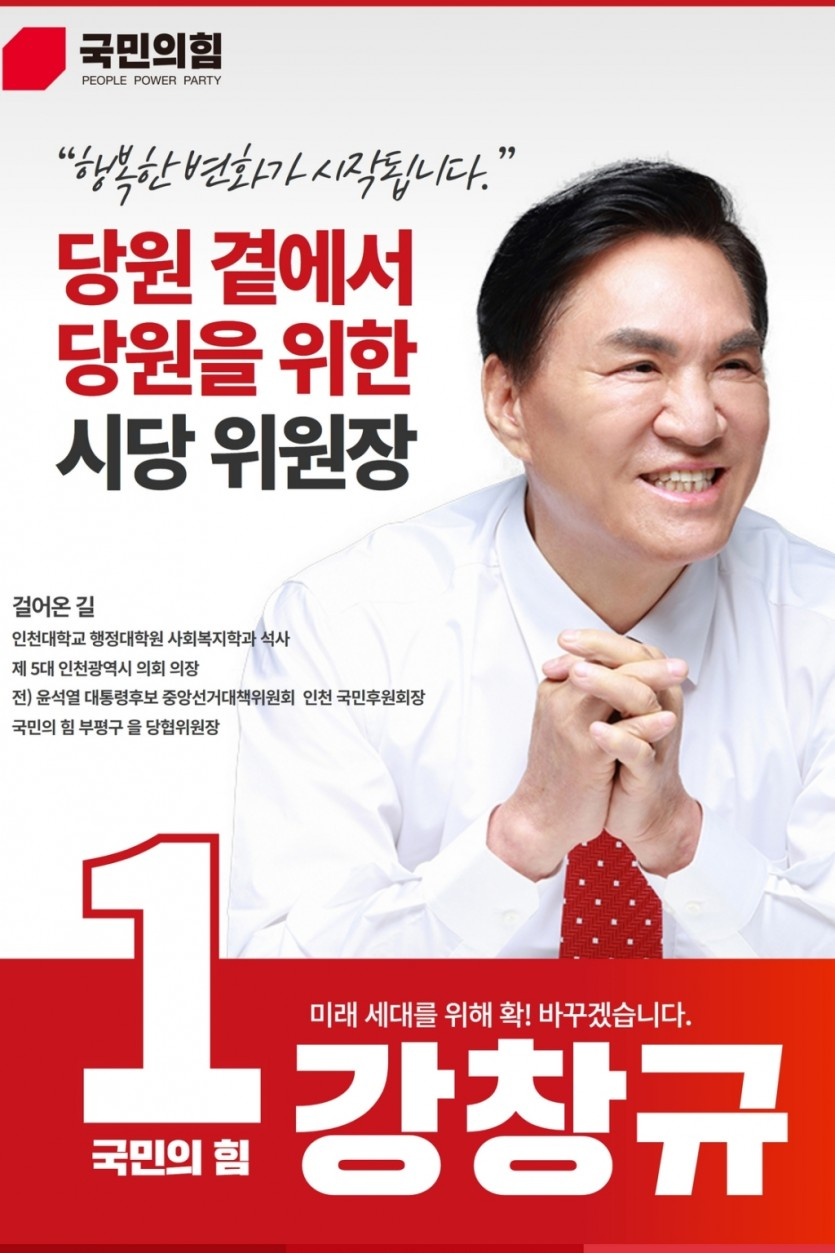 국민의힘
PEOPLE POWER PARTY
“행복한 변화가 시작됩니다.”
당원 곁에서
당원을 위한
시당 위원장
걸어온 길
인천대학교 행정대학원 사회복지학과 석사
제 5대 인천광역시 의회 의장
전) 윤석열 대통령후보 중앙선거대책위원회 인천 국민후원회장
국민의 힘 부평구 을 당협위원장
1
국민의 힘
미래 세대를 위해 확! 바꾸겠습니다.
강창규